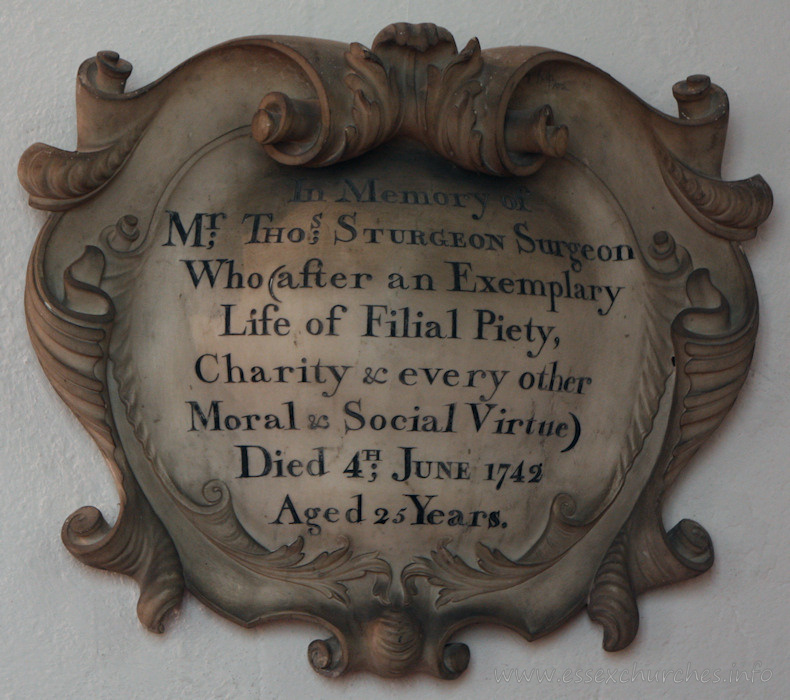 In Memory of
Mr; Thos; STURGEON Surgeon
Who (after an Exemplary
Life of Filial Piety,
Charity & every other
Moral & Social Virtue)
Died 4H; JUNE 1742
Aged 25 Years.
www.essexchurches.info